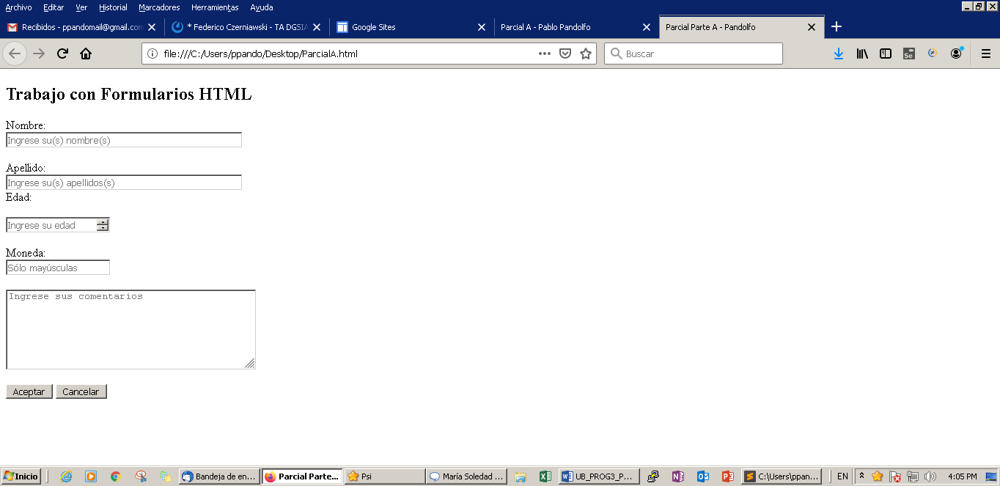 Archivo Editar Ver Historial Marcadores Herramientas Ayuda
Recibidos - ppandomail@gmail.com
* Federico Czerniawski - TA DGSIA
Google Sites
Parcial A - Pablo Pandolfo
Parcial Parte A - Pandolfo
file:///C:/Users/ppando/Desktop/ParcialA.html
Buscar
Se
Trabajo con Formularios HTML
Nombre:
Ingrese su(s) nombre(s)
Apellido:
Ingrese su(s) apellidos(s)
Edad:
Ingrese su edad
Moneda:
Sólo mayúsculas
Ingrese sus comentarios
Aceptar Cancelar
Inicio
Bandeja de en...
Parcial Parte...
Psi
María Soledad ...
UB_PROG3_P...
C:\Users\ppan...
EN
4:05 PM